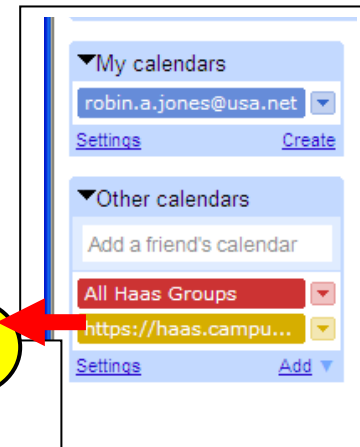 My calendars
robin.a.jones@usa.net
Settings Create
Other calendars
Add a friend's calendar
All Haas Groups
https://haas.campu...
Settings Add